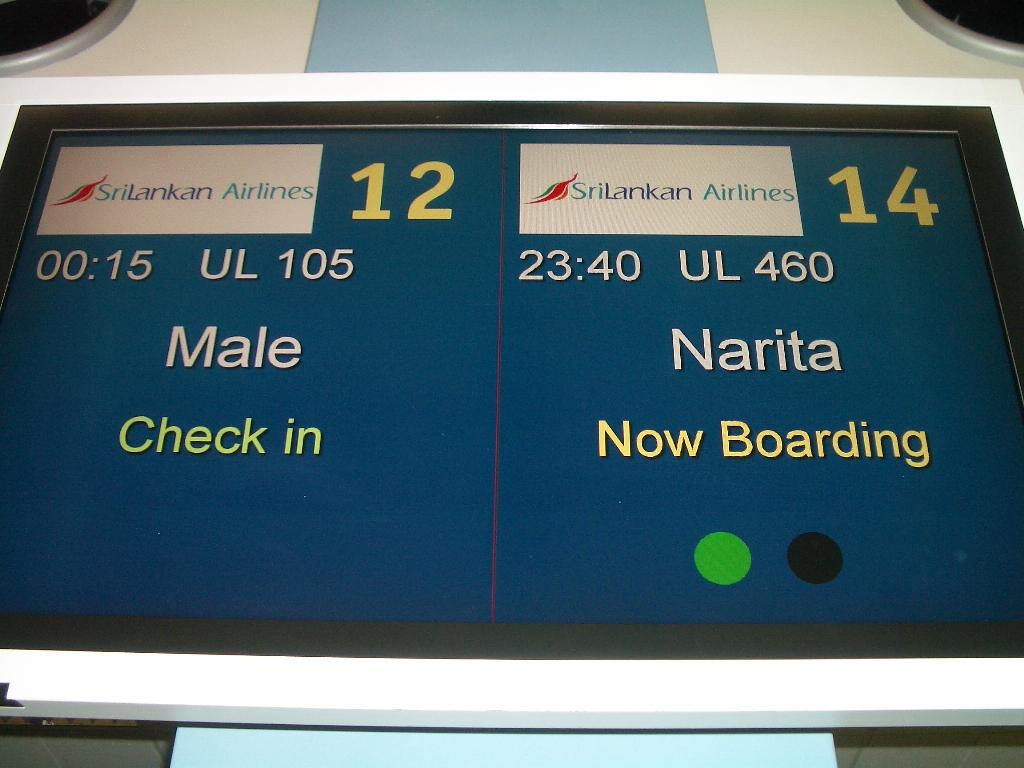 SriLankan Airlines 12
00:15 UL 105
Male
Check in
SriLankan Airlines 14
23:40 UL 460
Narita
Now Boarding